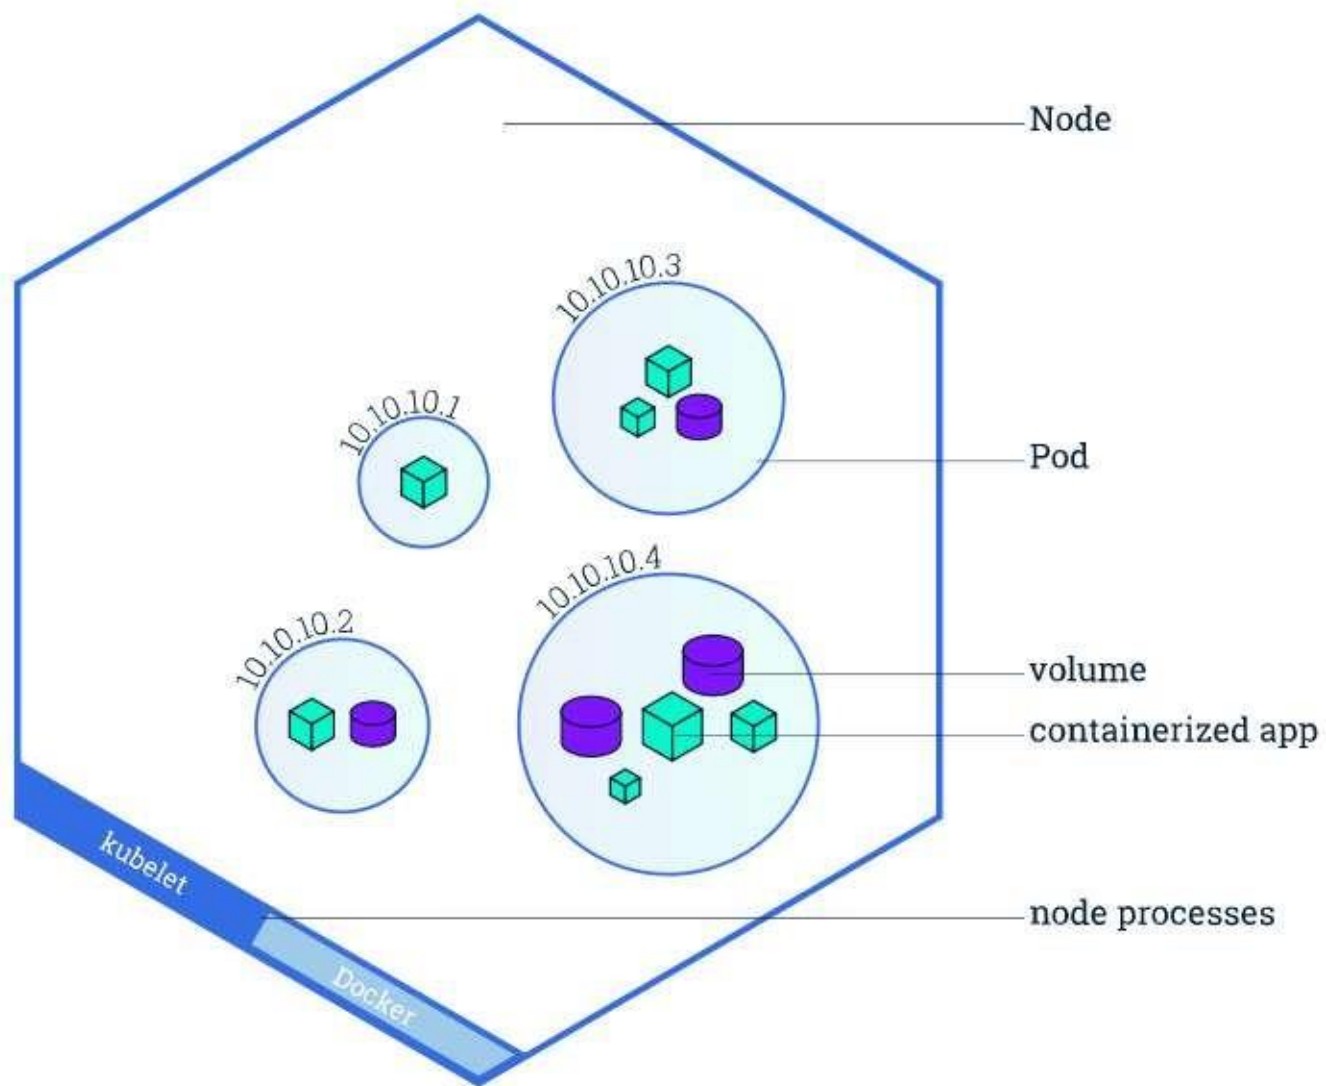 Node
10.10.10.3
10.10.10.1
Pod
10.10.10.4
10.10.10.2
volume
containerized app
kubelet
node processes
Docker